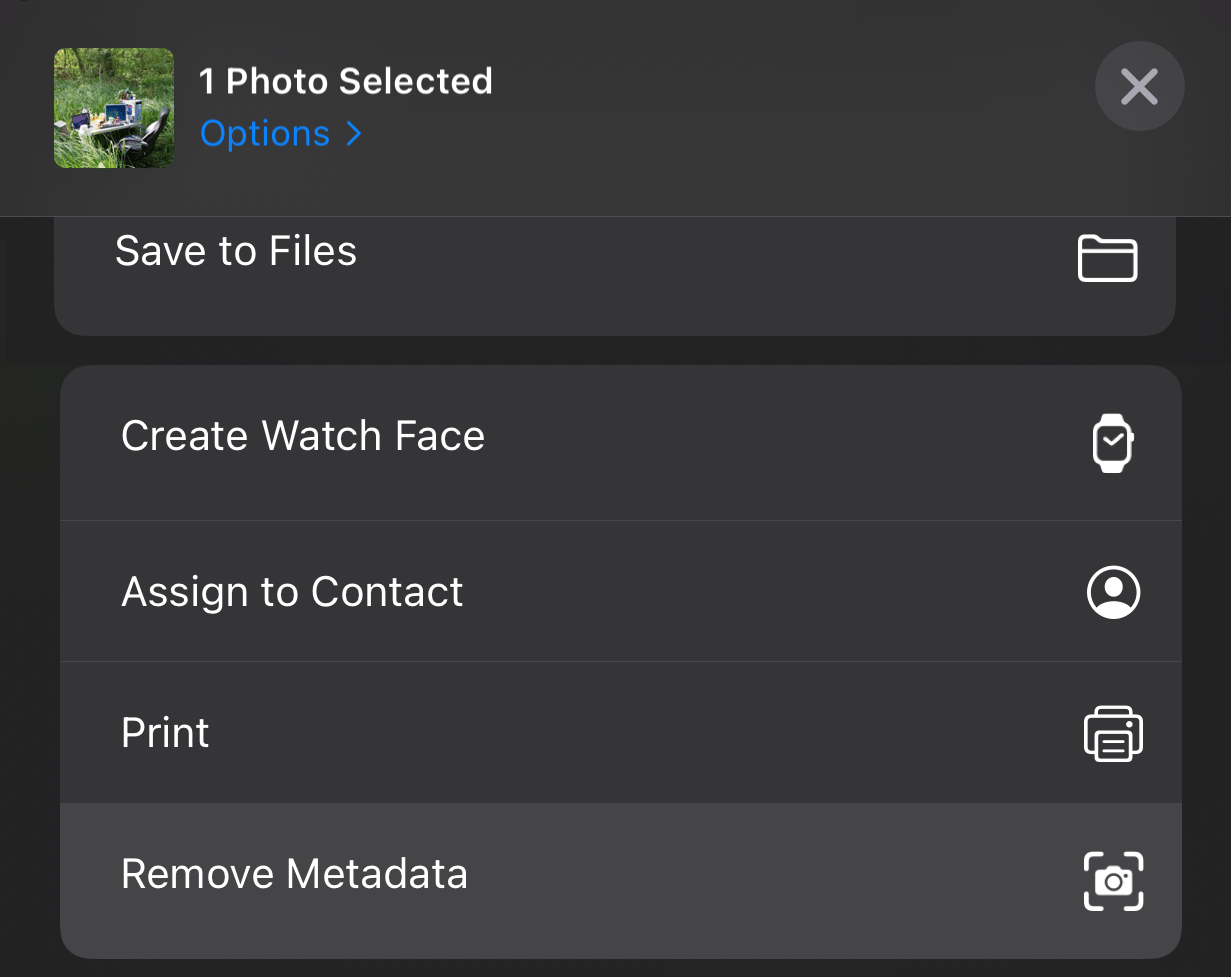 1 Photo Selected
Options
Save to Files
Create Watch Face
Assign to Contact
Print
Remove Metadata